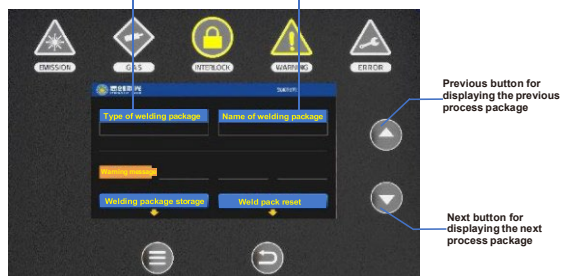 EMISSION
GAS
INTERLOCK
WARNING
ERROR
Type of welding package
Name of welding package
Warning message
Welding package storage
Weld pack reset
Previous button for
displaying the previous
process package
Next button for
displaying the next
process package